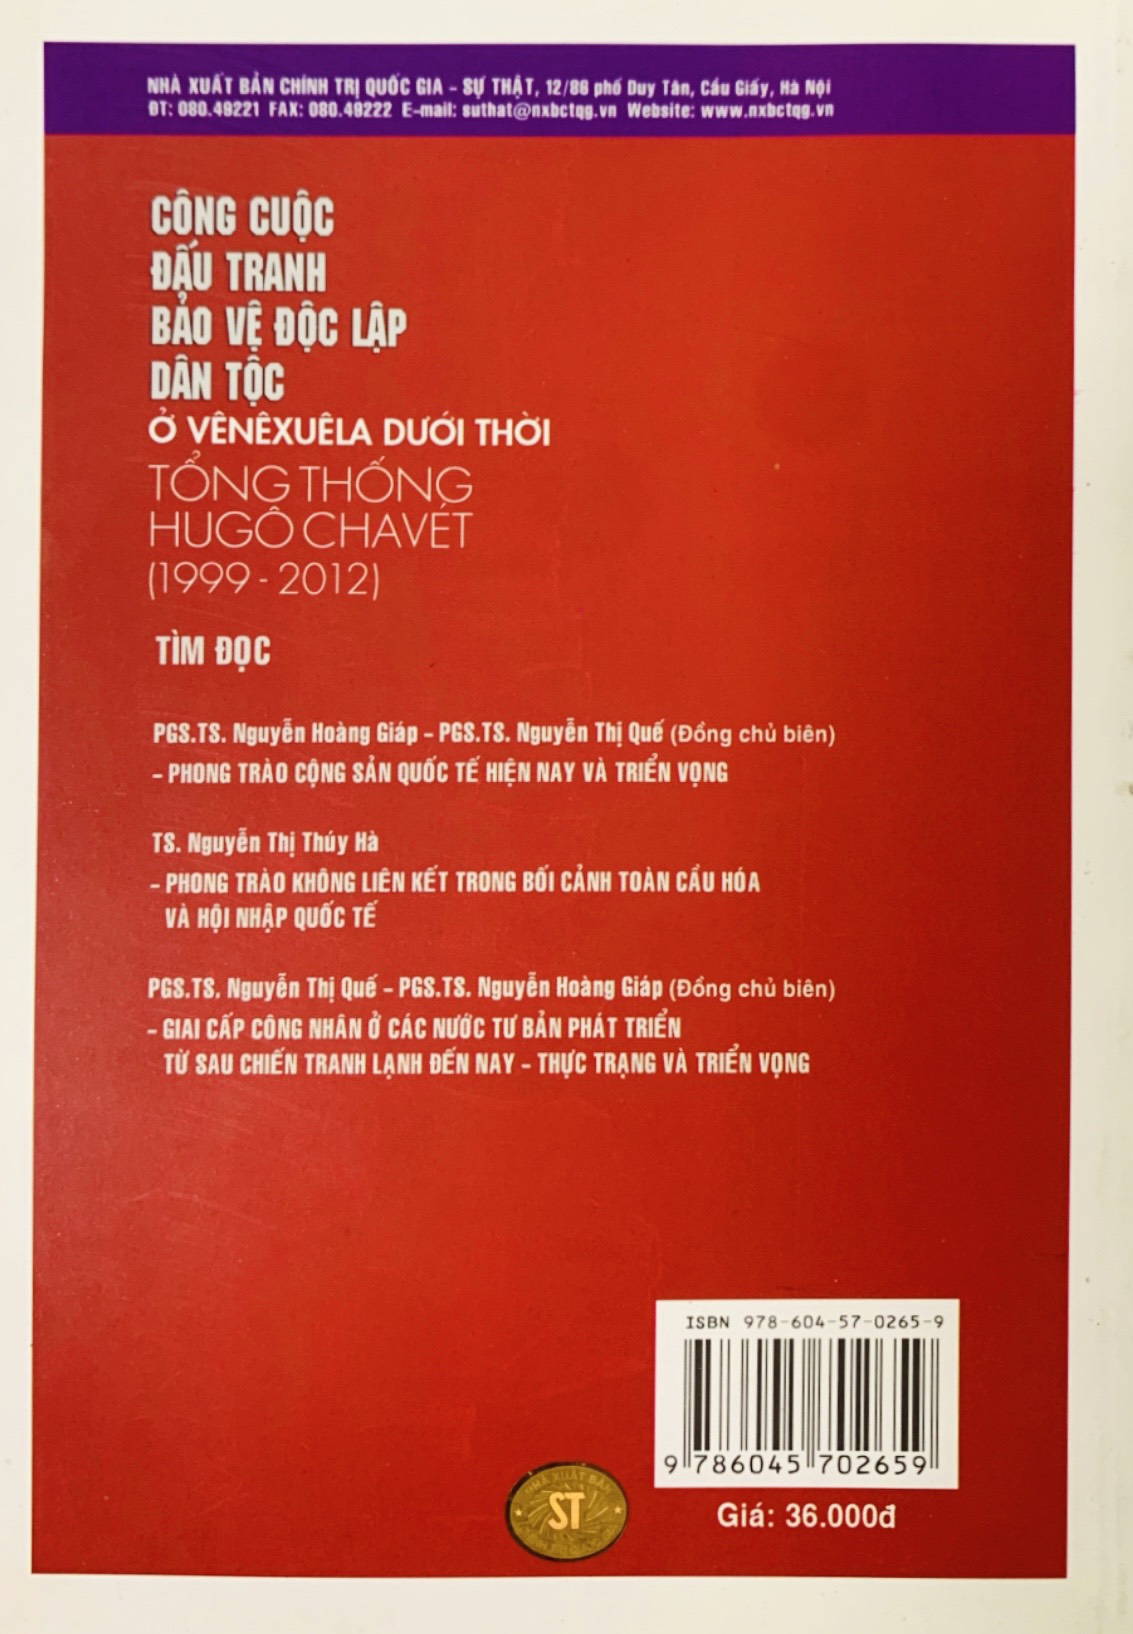 NHÀ XUẤT BẢN CHÍNH TRỊ QUỐC GIA - SỰ THẬT, 12/86 phố Duy Tân, Cầu Giấy, Hà Nội
ĐT: 080.49221 FAX: 080.49222 E-mail: suthat@nxbctqg.vn Website: www.nxbctqg.vn
CÔNG CUỘC
ĐẤU TRANH
BẢO VỆ ĐỘC LẬP
DÂN TỘC
Ở VÊNÊXUÊLA DƯỚI THỜI
TỔNG THỐNG
HUGÔ CHAVÉT
(1999 - 2012)
TÌM ĐỌC
PGS.TS. Nguyễn Hoàng Giáp - PGS.TS. Nguyễn Thị Quế (Đồng chủ biên)
- PHONG TRÀO CỘNG SẢN QUỐC TẾ HIỆN NAY VÀ TRIỂN VỌNG
TS. Nguyễn Thị Thúy Hà
- PHONG TRÀO KHÔNG LIÊN KẾT TRONG BỐI CẢNH TOÀN CẦU HÓA
VÀ HỘI NHẬP QUỐC TẾ
PGS.TS. Nguyễn Thị Quế - PGS.TS. Nguyễn Hoàng Giáp (Đồng chủ biên)
- GIAI CẤP CÔNG NHÂN Ở CÁC NƯỚC TƯ BẢN PHÁT TRIỂN
TỪ SAU CHIẾN TRANH LẠNH ĐẾN NAY - THỰC TRẠNG VÀ TRIỂN VỌNG
ISBN 978-604-57-0265-9
9 786045 702659
NHÀ XUẤT BẢN
ST
Giá: 36.000đ